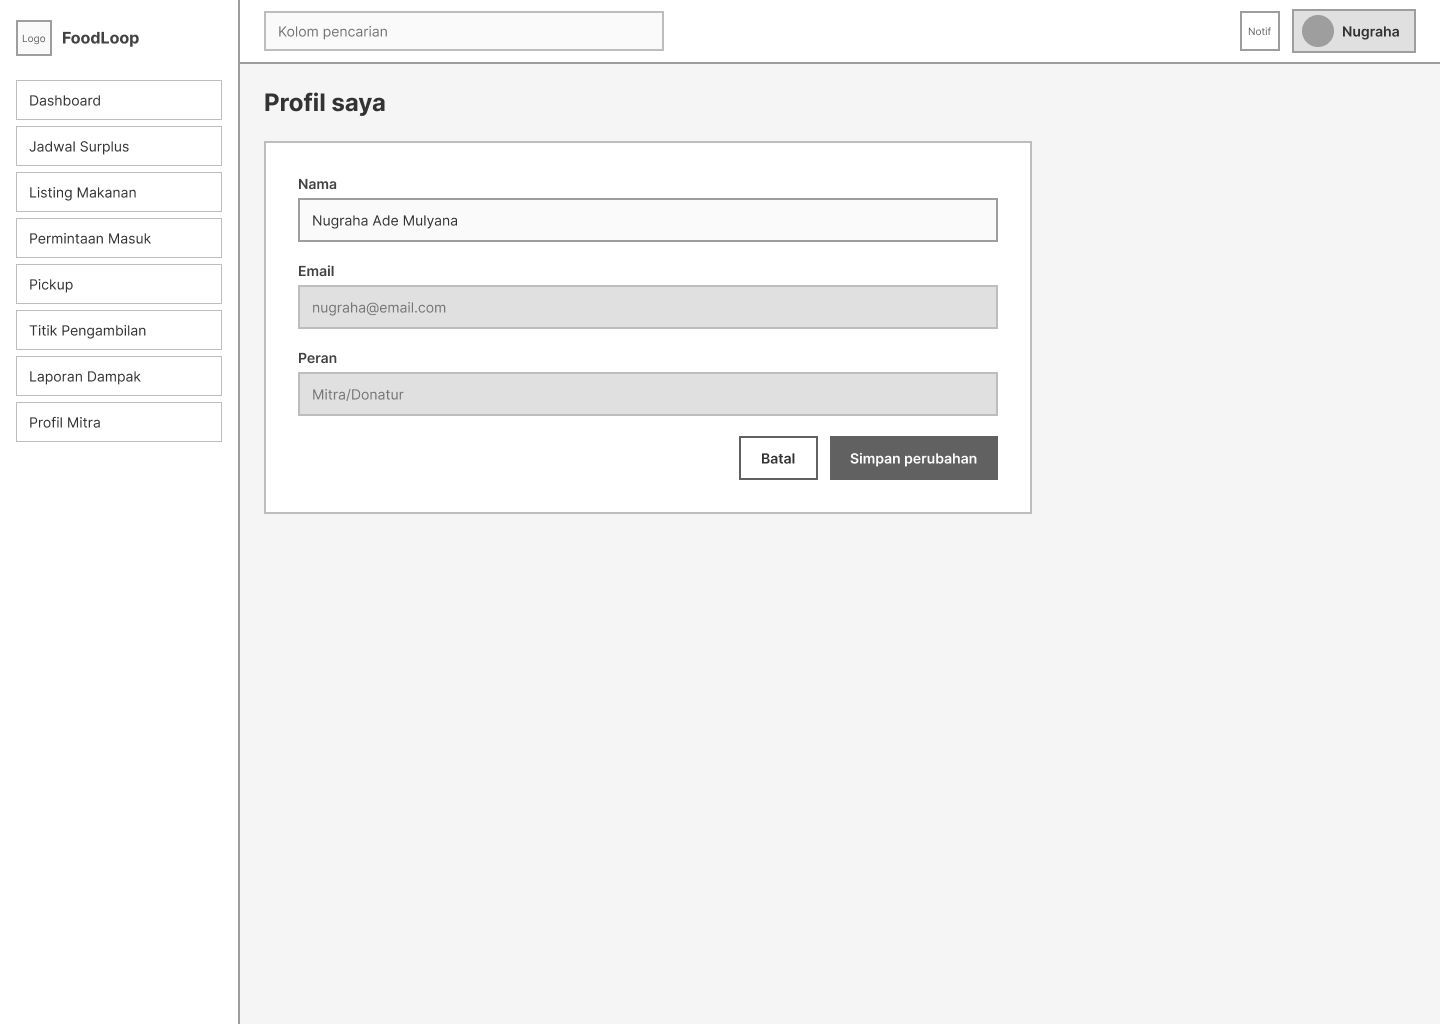 Logo
FoodLoop
Dashboard
Jadwal Surplus
Listing Makanan
Permintaan Masuk
Pickup
Titik Pengambilan
Laporan Dampak
Profil Mitra
Kolom pencarian
Notif
Nugraha
Profil saya
Nama
Nugraha Ade Mulyana
Email
nugraha@email.com
Peran
Mitra/Donatur
Batal
Simpan perubahan